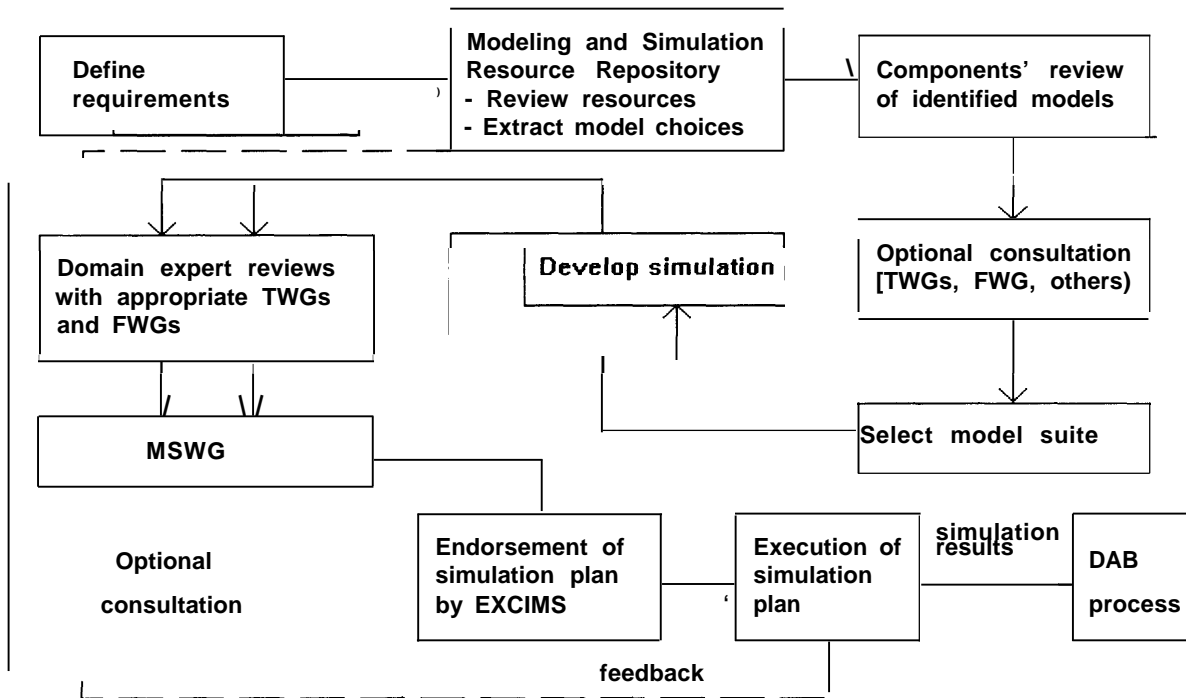 Define
requirements
Modeling and Simulation
Resource Repository
- Review resources
- Extract model choices
Components’ review
of identified models
Domain expert reviews
with appropriate TWGs
and FWGs
Develop simulation
Optional consultation
[TWGs, FWG, others)
MSWG
Select model suite
Optional
consultation
Endorsement of
simulation plan
by EXCIMS
Execution of
simulation
plan
simulation
results
DAB
process
feedback